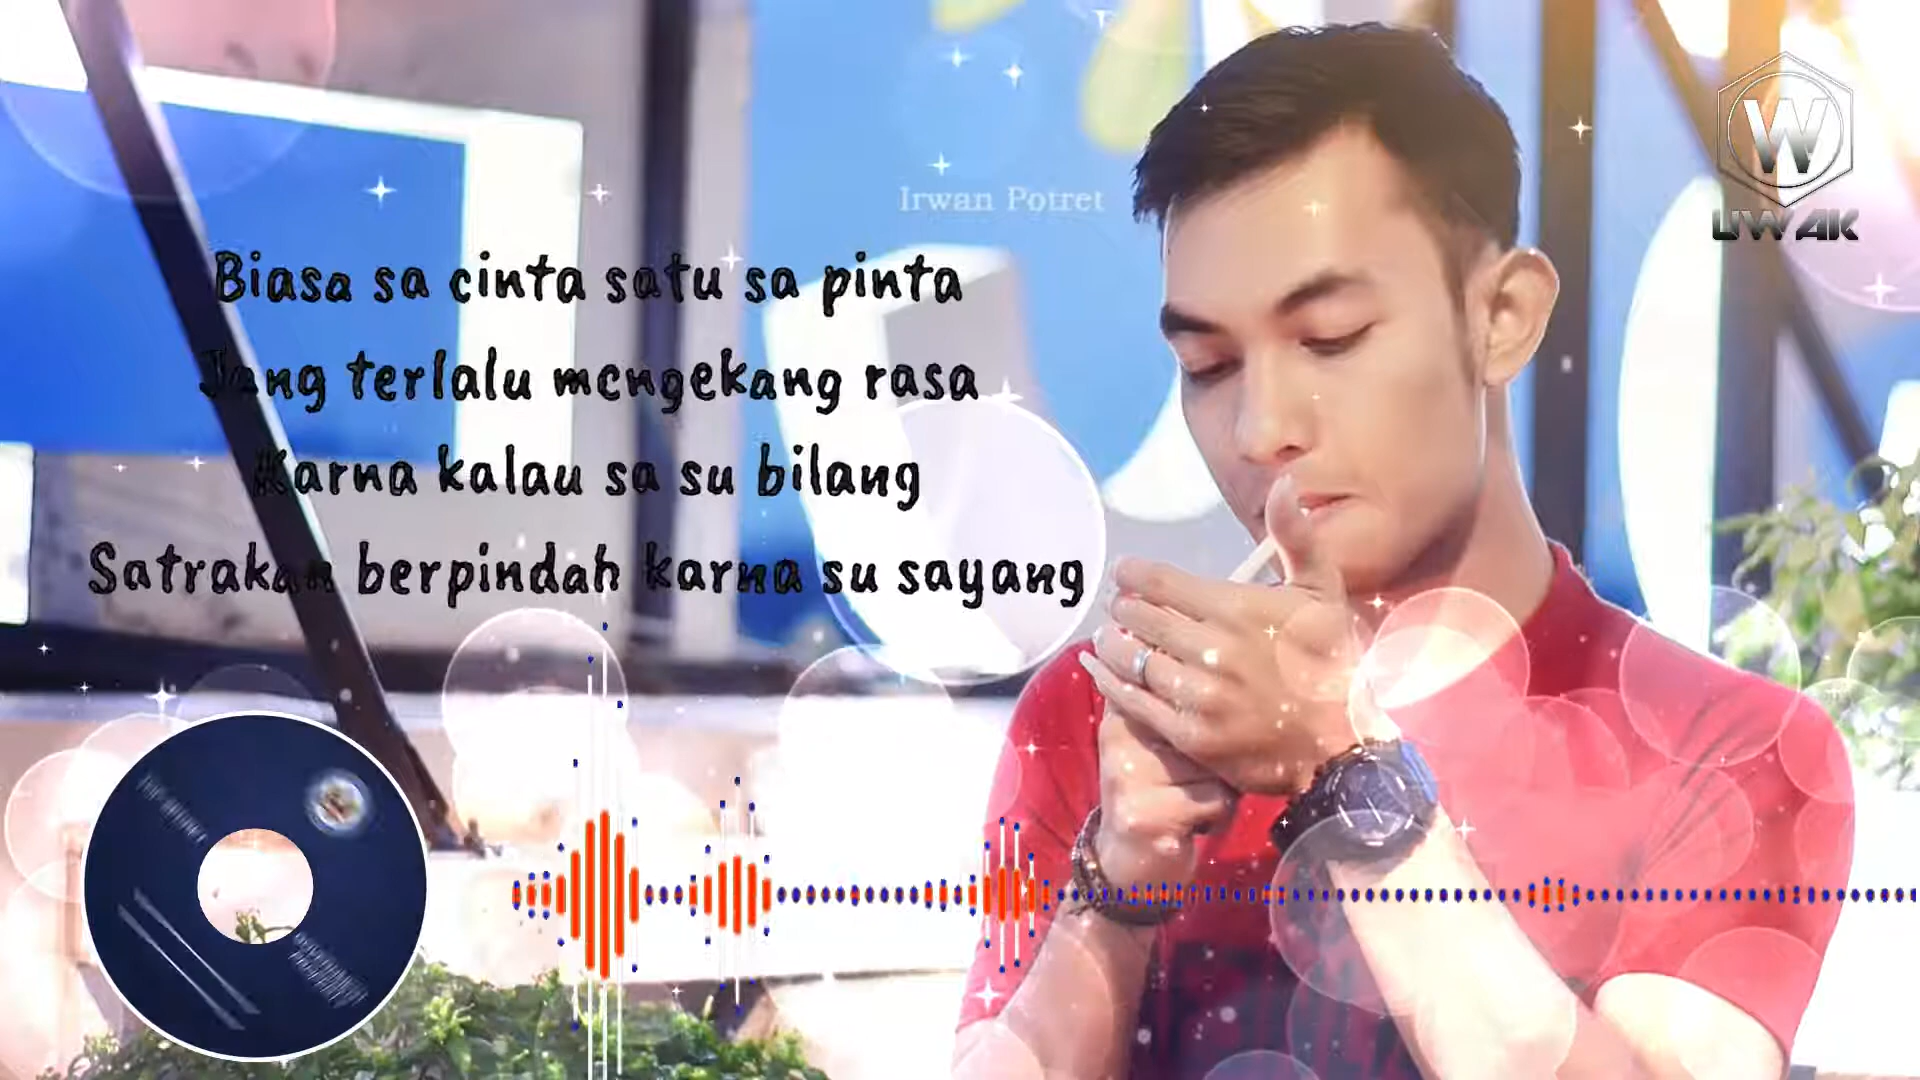 Irwan Potret
W
UWAK
Biasa sa cinta satu sa pinta
Jang terlalu mengekang rasa
Karna kalau sa su bilang
Satrakan berpindah karna su sayang